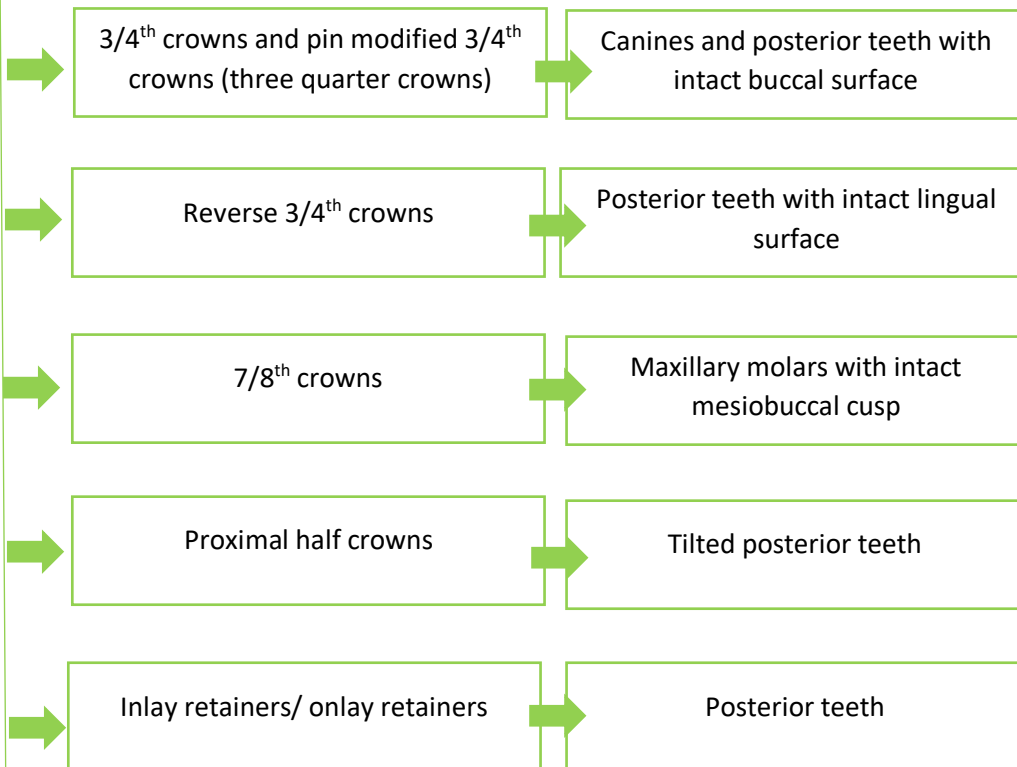 3/4th crowns and pin modified 3/4th
crowns (three quarter crowns)
Canines and posterior teeth with
intact buccal surface
Reverse 3/4th crowns
Posterior teeth with intact lingual
surface
7/8th crowns
Maxillary molars with intact
mesiobuccal cusp
Proximal half crowns
Tilted posterior teeth
Inlay retainers/ onlay retainers
Posterior teeth